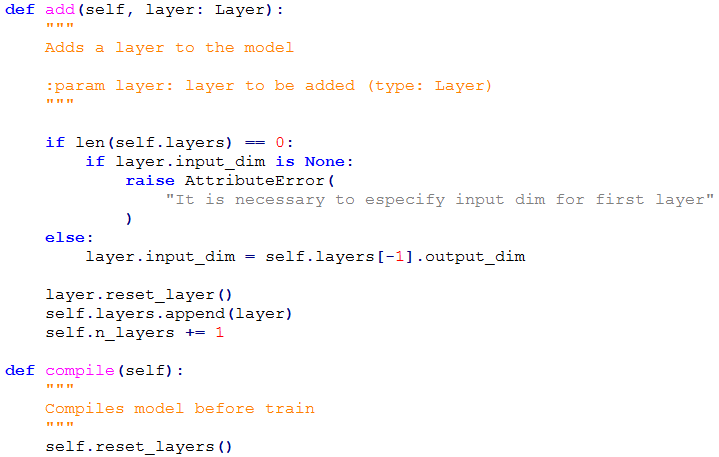 def add(self, layer: Layer):
    """
    Adds a layer to the model

    :param layer: layer to be added (type: Layer)
    """

    if len(self.layers) == 0:
        if layer.input_dim is None:
            raise AttributeError(
                "It is necessary to especify input dim for first layer"
            )
    else:
        layer.input_dim = self.layers[-1].output_dim

    layer.reset_layer()
    self.layers.append(layer)
    self.n_layers += 1

def compile(self):
    """
    Compiles model before train
    """
    self.reset_layers()